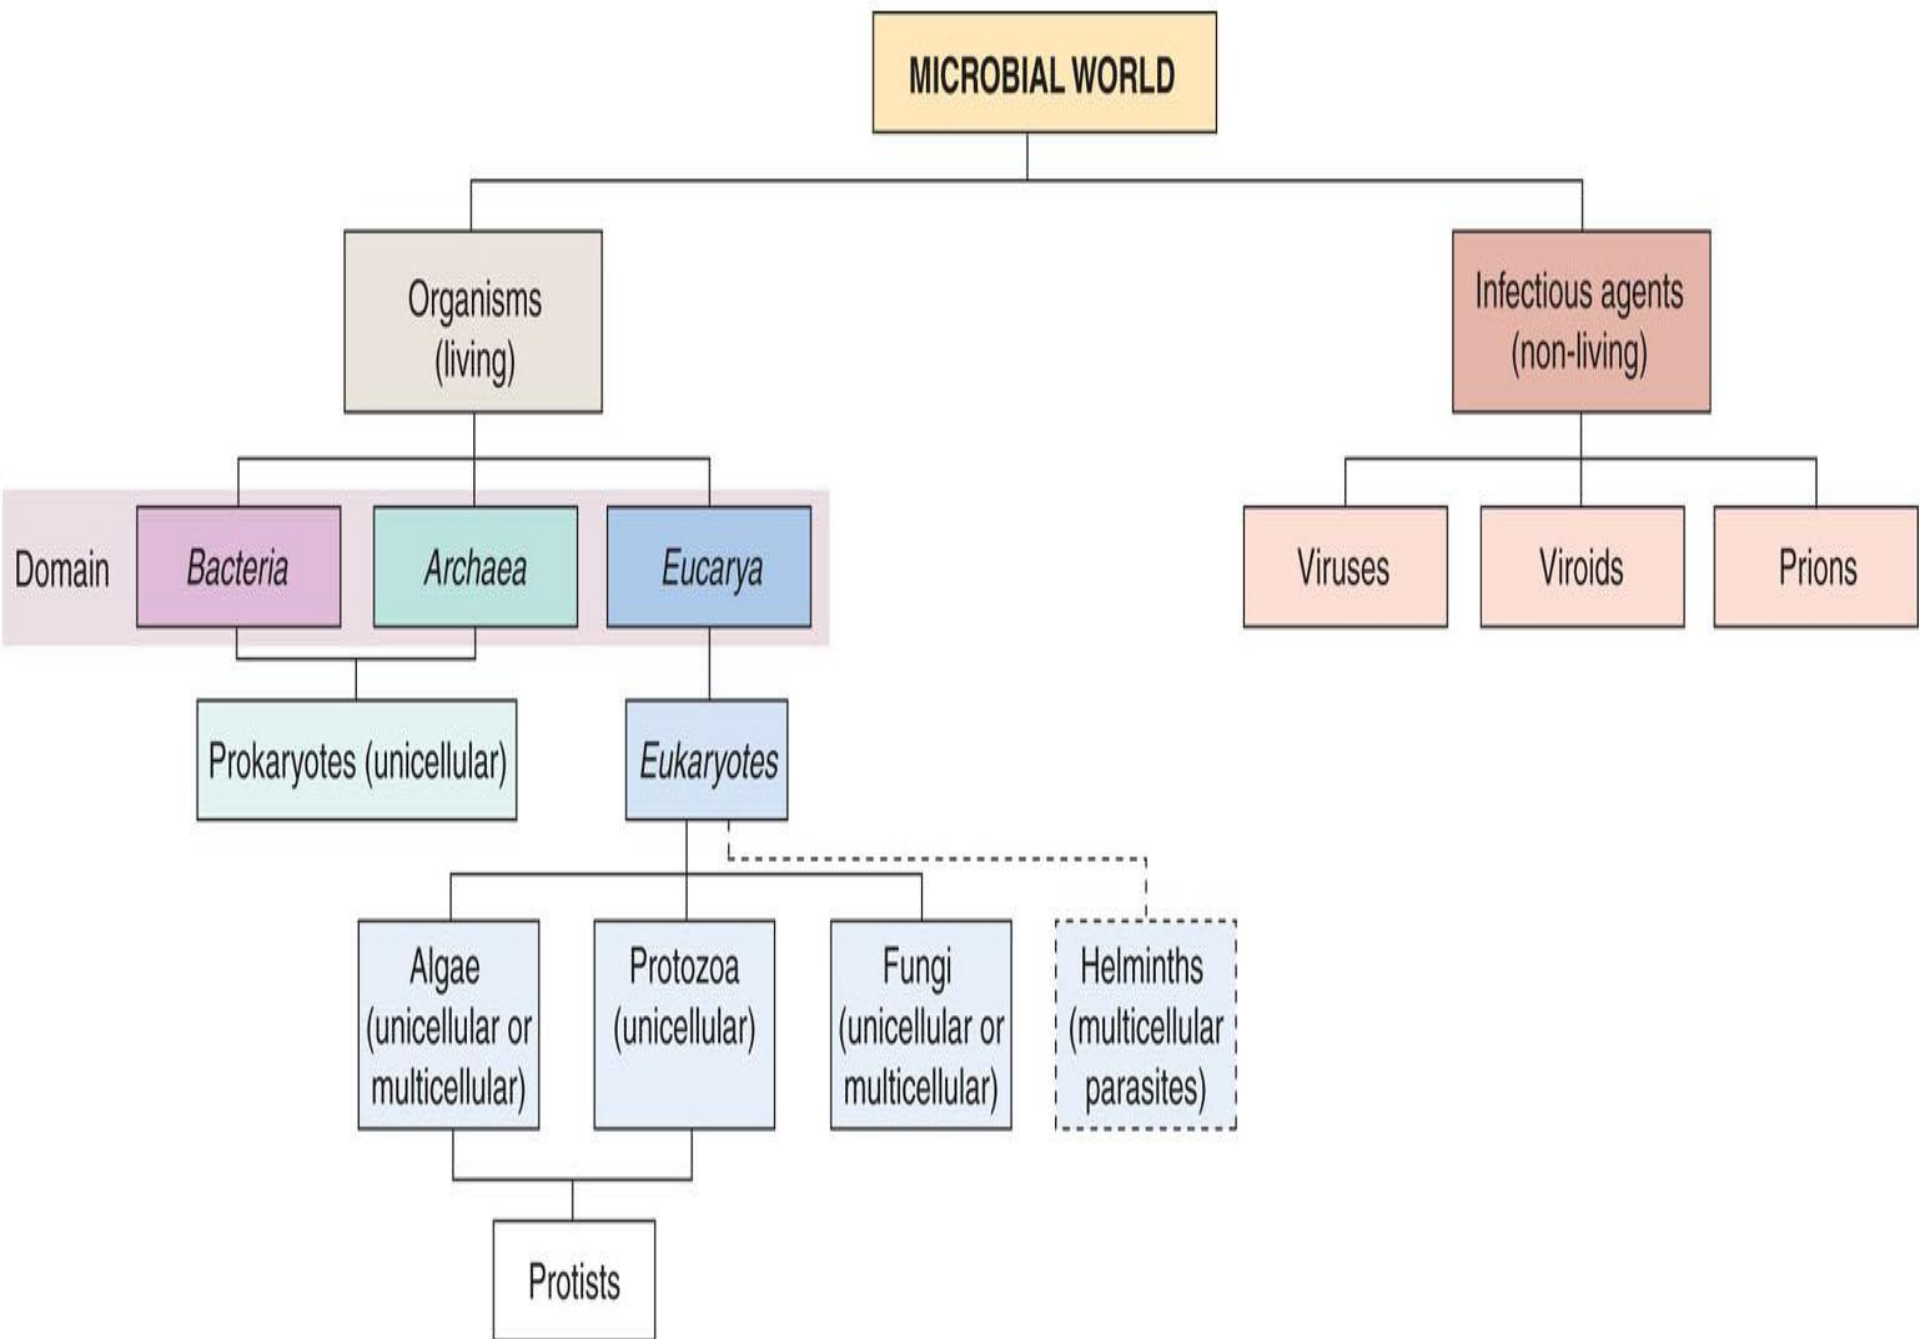 MICROBIAL WORLD
Organisms
(living)
Infectious agents
(non-living)
Domain
Bacteria
Archaea
Eucarya
Viruses
Viroids
Prions
Prokaryotes (unicellular)
Eukaryotes
Algae
(unicellular or
multicellular)
Protozoa
(unicellular)
Fungi
(unicellular or
multicellular)
Helminths
(multicellular
parasites)
Protists